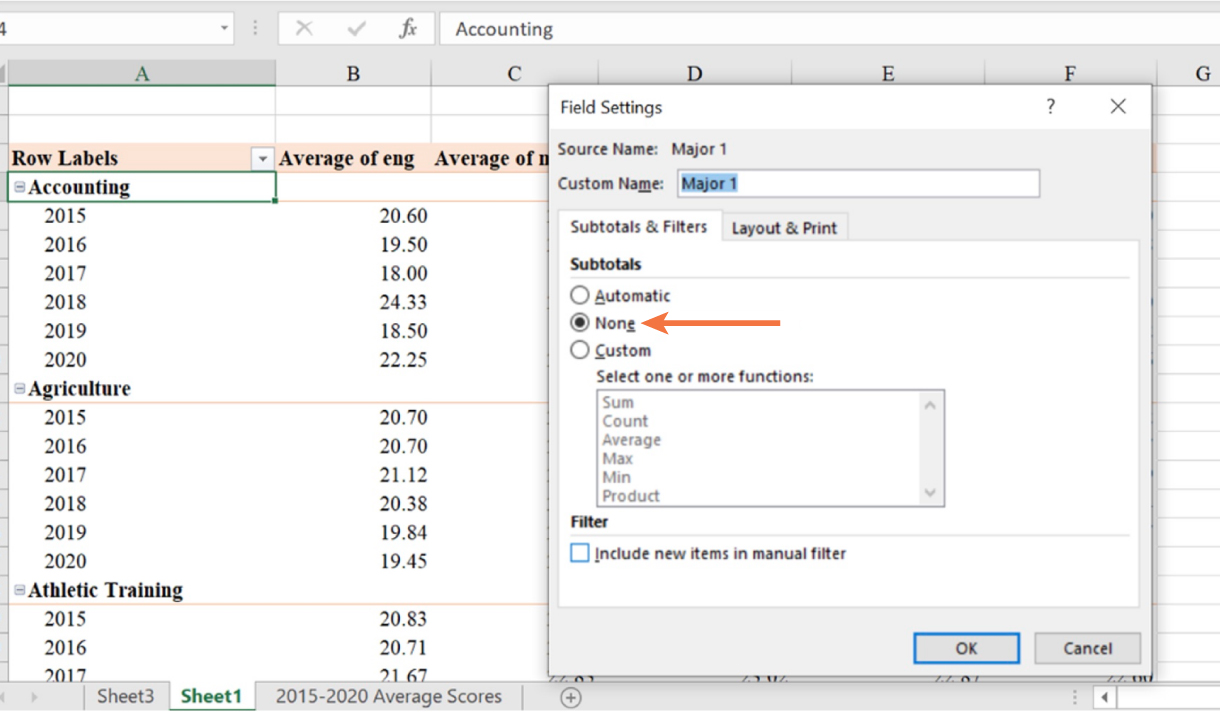 4 fx Accounting
A B C D E F G
Field Settings ? 
Source Name: Major 1
Custom Name: Major 1
Subtotals & Filters Layout & Print
Subtotals
Automatic
None
Custom
Select one or more functions:
Sum
Count
Average
Max
Min
Product
Filter
Include new items in manual filter
OK Cancel
Row Labels Average of eng Average of
Accounting
2015 20.60
2016 19.50
2017 18.00
2018 24.33
2019 18.50
2020 22.25
Agriculture
2015 20.70
2016 20.70
2017 21.12
2018 20.38
2019 19.84
2020 19.45
Athletic Training
2015 20.83
2016 20.71
2017 21.67
Sheet3 Sheet1 2015-2020 Average Scores